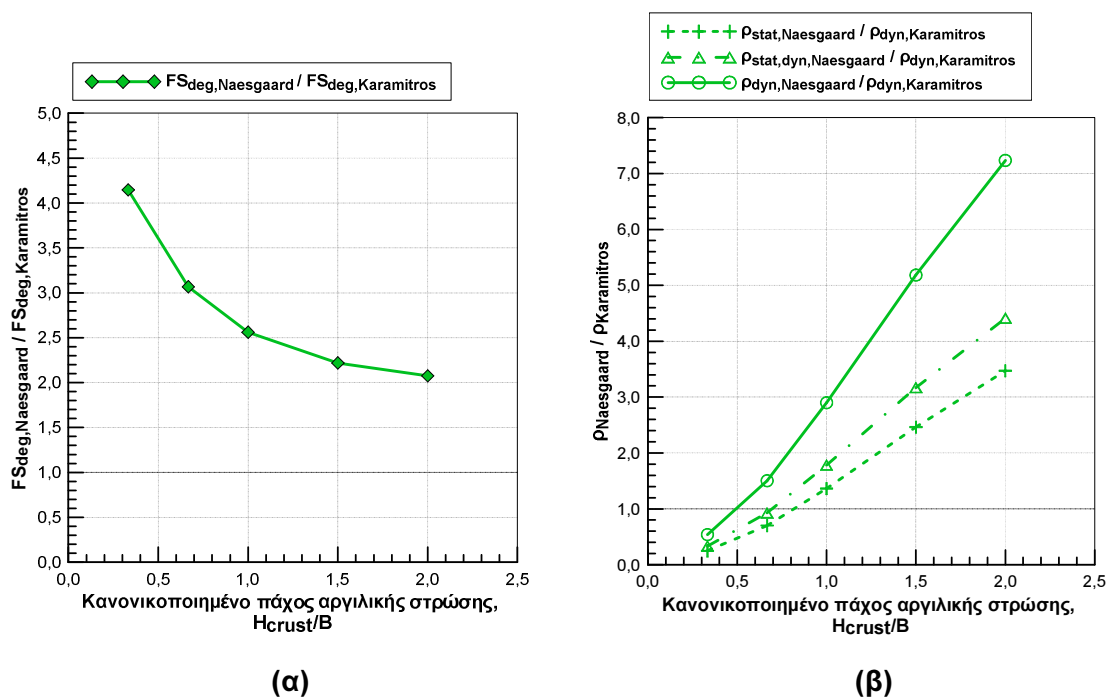 FSdeg,Naesgaard / FSdeg,Karamitros
5,0
4,5
4,0
3,5
3,0
2,5
2,0
1,5
1,0
0,5
0,0
FSdeg,Naesgaard / FSdeg,Karamitros
0,0 0,5 1,0 1,5 2,0 2,5
Κανονικοποιημένο πάχος αργιλικής στρώσης,
Hcrust/B
(α)
ρstat,Naesgaard / ρdyn,Karamitros
ρstat,dyn,Naesgaard / ρdyn,Karamitros
ρdyn,Naesgaard / ρdyn,Karamitros
8,0
7,0
6,0
5,0
4,0
3,0
2,0
1,0
0,0
ρNaesgaard / ρKaramitros
0,0 0,5 1,0 1,5 2,0 2,5
Κανονικοποιημένο πάχος αργιλικής στρώσης,
Hcrust/B
(β)